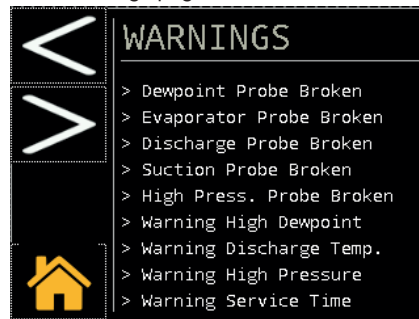 WARNINGS
> Dewpoint Probe Broken
> Evaporator Probe Broken
> Discharge Probe Broken
> Suction Probe Broken
> High Press. Probe Broken
> Warning High Dewpoint
> Warning Discharge Temp.
> Warning High Pressure
> Warning Service Time